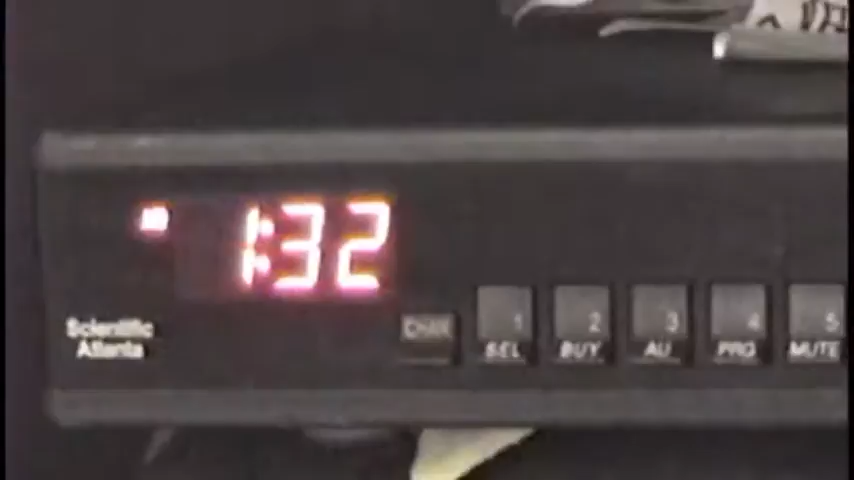 1:32
Scientific
Atlanta
CHAN
1 2 3 4 5
SEL BUY AU PRG MUTE